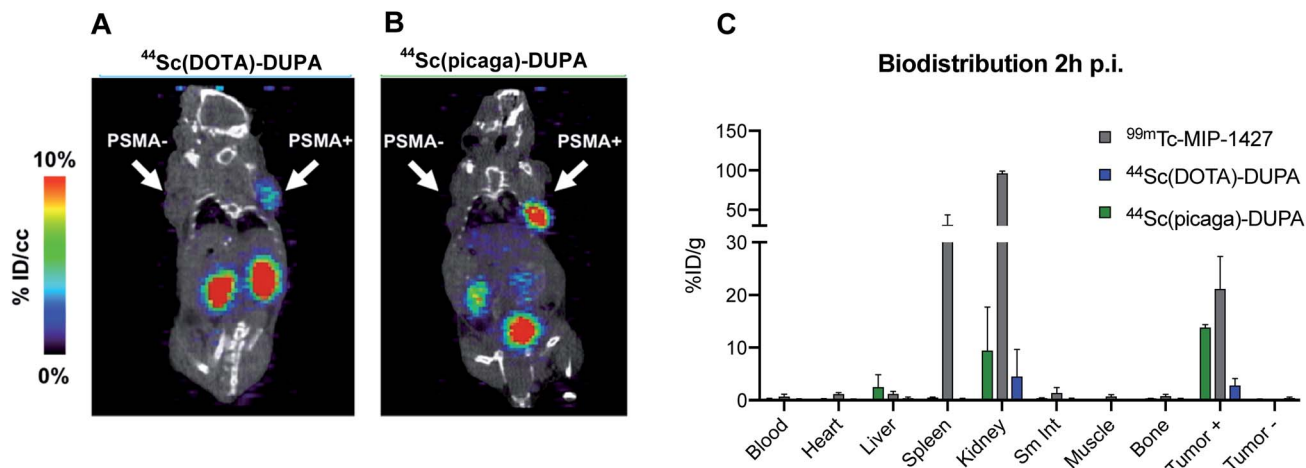 A
⁴⁴Sc(DOTA)-DUPA
PSMA-
PSMA+
10%
% ID/cc
0%
B
⁴⁴Sc(picaga)-DUPA
PSMA-
PSMA+
C
Biodistribution 2h p.i.
⁹⁹ᵐTc-MIP-1427
⁴⁴Sc(DOTA)-DUPA
⁴⁴Sc(picaga)-DUPA
%ID/g
150
100
50
30
20
10
0
Blood
Heart
Liver
Spleen
Kidney
Sm Int
Muscle
Bone
Tumor +
Tumor -